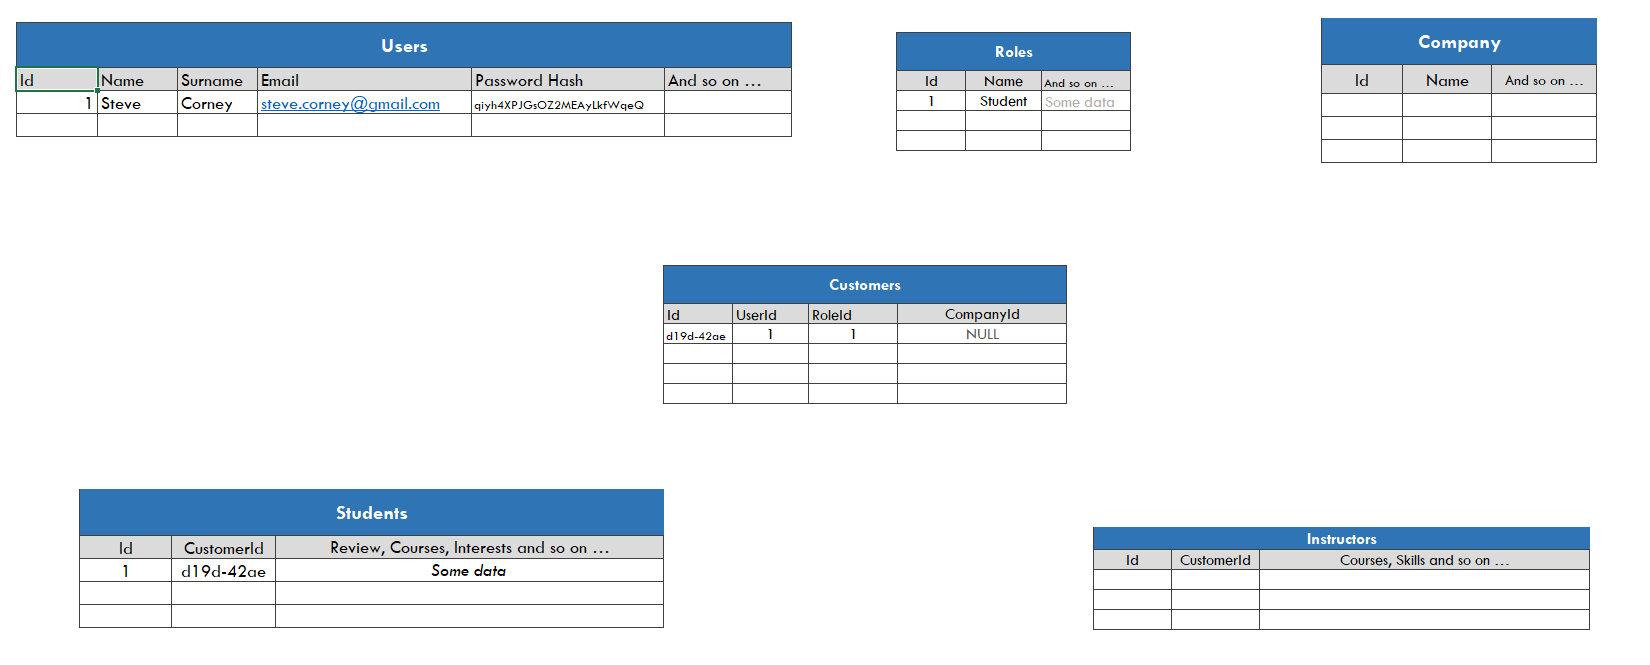 Users
Id Name Surname Email Password Hash And so on ...
1 Steve Corney steve.corney@gmail.com qiyh4XPJGsOZ2MEAyLkfWqeQ
Roles
Id Name And so on ...
1 Student Some data
Company
Id Name And so on ...
Customers
Id UserId RoleId CompanyId
d19d-42ae 1 1 NULL
Students
Id CustomerId Review, Courses, Interests and so on ...
1 d19d-42ae Some data
Instructors
Id CustomerId Courses, Skills and so on ...